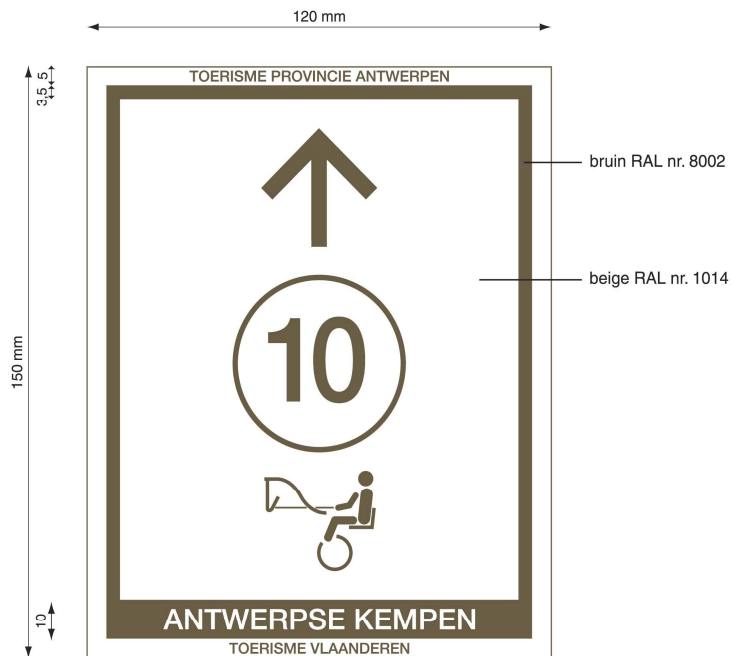 120 mm
TOERISME PROVINCIE ANTWERPEN
5
3,5
bruin RAL nr. 8002
beige RAL nr. 1014
10
150 mm
10
ANTWERPSE KEMPEN
TOERISME VLAANDEREN